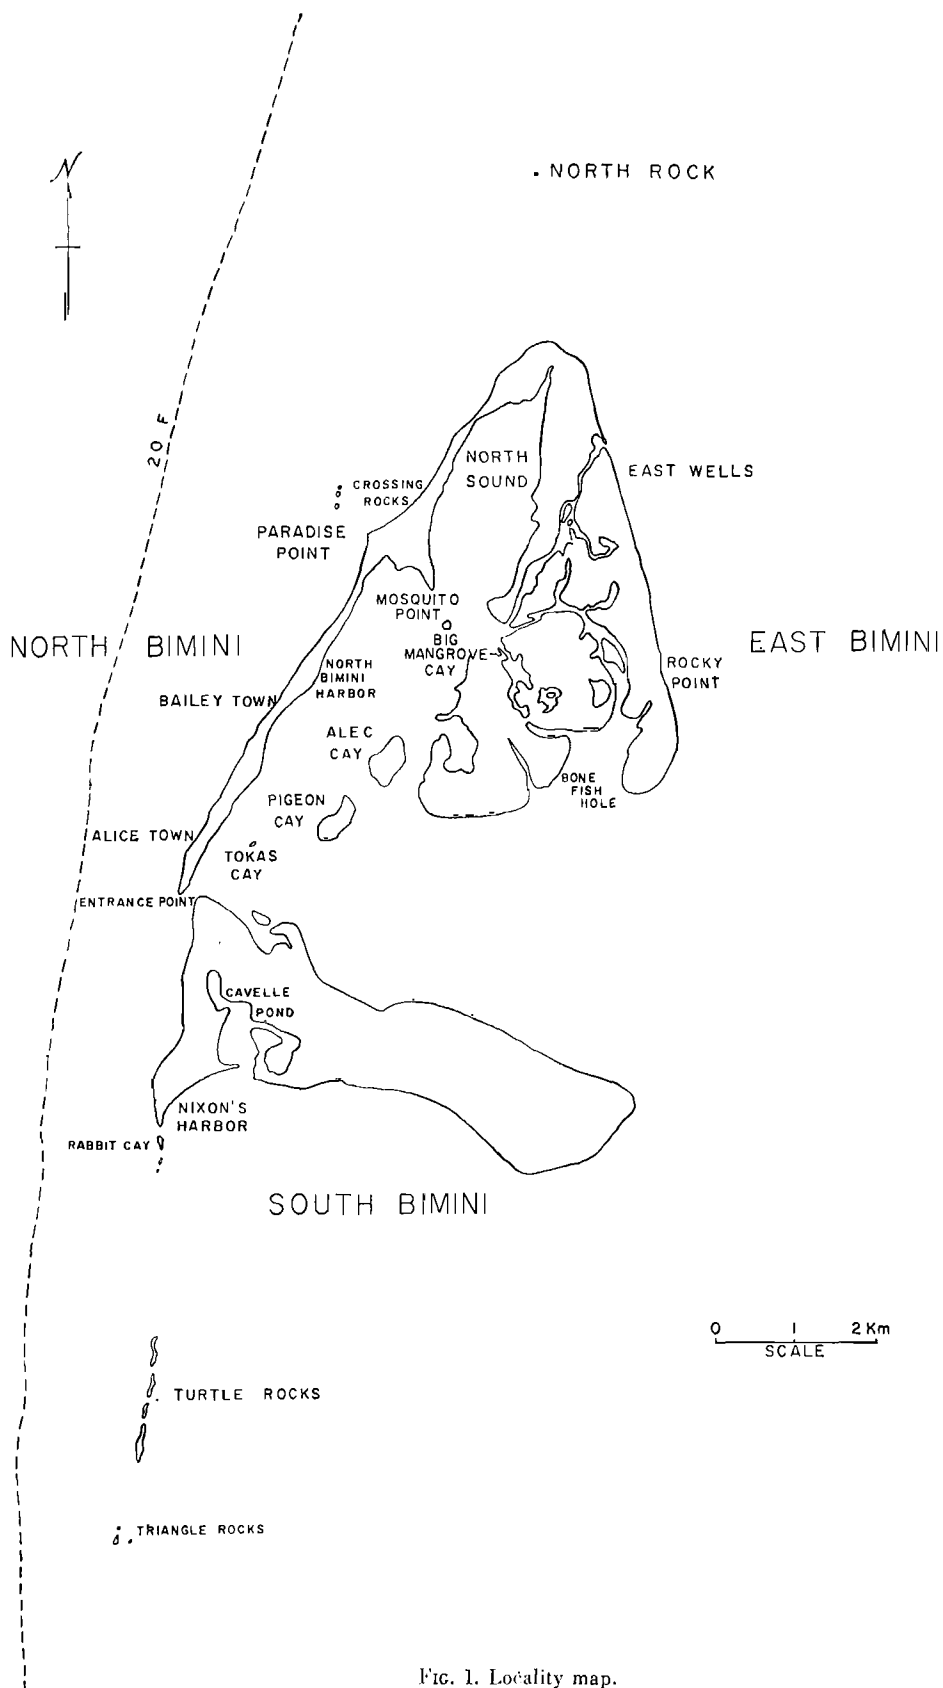 N
. NORTH ROCK
20 F
NORTH
SOUND
EAST WELLS
CROSSING
ROCKS
PARADISE
POINT
MOSQUITO
POINT
BIG
MANGROVE
CAY
NORTH BIMINI
EAST BIMINI
NORTH
BIMINI
HARBOR
ROCKY
POINT
BAILEY TOWN
ALEC
CAY
BONE
FISH
HOLE
PIGEON
CAY
ALICE TOWN
TOKAS
CAY
ENTRANCE POINT
CAVELLE
POND
NIXON'S
HARBOR
RABBIT CAY
SOUTH BIMINI
0 1 2 Km
SCALE
TURTLE ROCKS
TRIANGLE ROCKS
FIG. 1. Locality map.